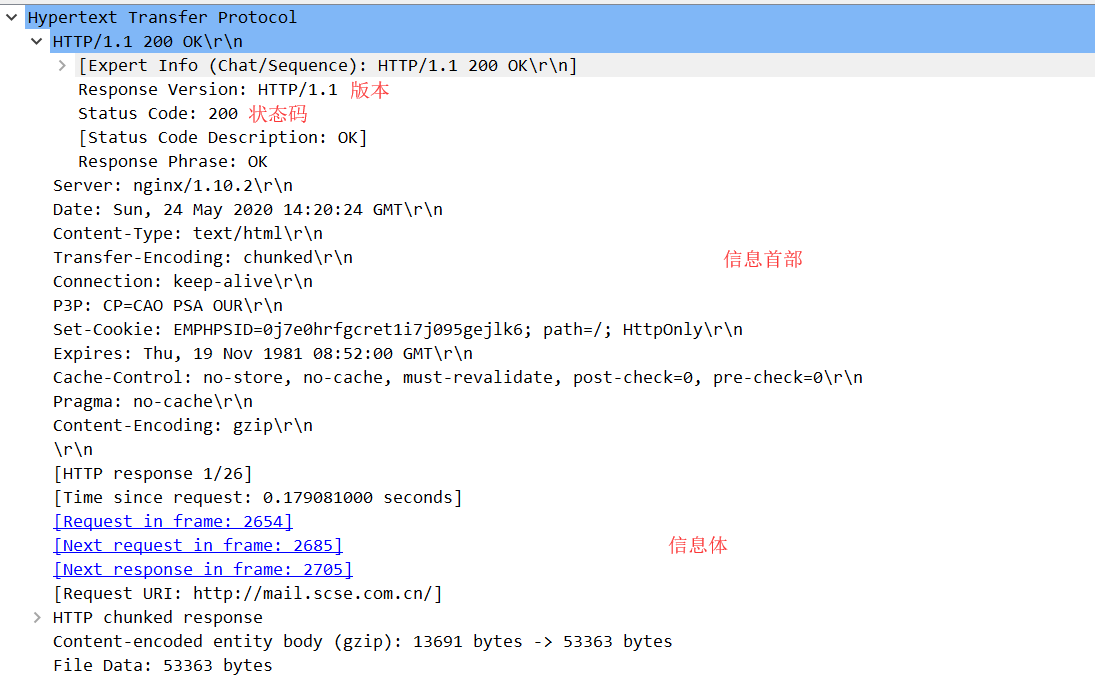 Hypertext Transfer Protocol
HTTP/1.1 200 OK\r\n
[Expert Info (Chat/Sequence): HTTP/1.1 200 OK\r\n]
Response Version: HTTP/1.1 版本
Status Code: 200 状态码
[Status Code Description: OK]
Response Phrase: OK
Server: nginx/1.10.2\r\n
Date: Sun, 24 May 2020 14:20:24 GMT\r\n
Content-Type: text/html\r\n
Transfer-Encoding: chunked\r\n 信息首部
Connection: keep-alive\r\n
P3P: CP=CAO PSA OUR\r\n
Set-Cookie: EMPHPSID=0j7e0hrfgcret1i7j095gejlk6; path=/; HttpOnly\r\n
Expires: Thu, 19 Nov 1981 08:52:00 GMT\r\n
Cache-Control: no-store, no-cache, must-revalidate, post-check=0, pre-check=0\r\n
Pragma: no-cache\r\n
Content-Encoding: gzip\r\n
\r\n
[HTTP response 1/26]
[Time since request: 0.179081000 seconds]
[Request in frame: 2654]
[Next request in frame: 2685] 信息体
[Next response in frame: 2705]
[Request URI: http://mail.scse.com.cn/]
HTTP chunked response
Content-encoded entity body (gzip): 13691 bytes -> 53363 bytes
File Data: 53363 bytes